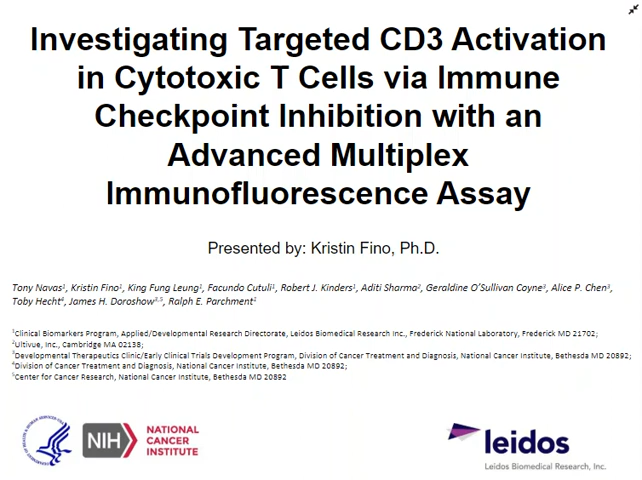 Investigating Targeted CD3 Activation
in Cytotoxic T Cells via Immune
Checkpoint Inhibition with an
Advanced Multiplex
Immunofluorescence Assay
Presented by: Kristin Fino, Ph.D.
Tony Navas¹, Kristin Fino¹, King Fung Leung¹, Facundo Cutuli¹, Robert J. Kinders¹, Aditi Sharma², Geraldine O’Sullivan Coyne³, Alice P. Chen³,
Toby Hecht⁴, James H. Doroshow³,⁵, Ralph E. Parchment¹
¹Clinical Biomarkers Program, Applied/Developmental Research Directorate, Leidos Biomedical Research Inc., Frederick National Laboratory, Frederick MD 21702;
²Ultivue, Inc., Cambridge MA 02138;
³Developmental Therapeutics Clinic/Early Clinical Trials Development Program, Division of Cancer Treatment and Diagnosis, National Cancer Institute, Bethesda MD 20892;
⁴Division of Cancer Treatment and Diagnosis, National Cancer Institute, Bethesda MD 20892;
⁵Center for Cancer Research, National Cancer Institute, Bethesda MD 20892
NIH
NATIONAL
CANCER
INSTITUTE
leidos
Leidos Biomedical Research, Inc.